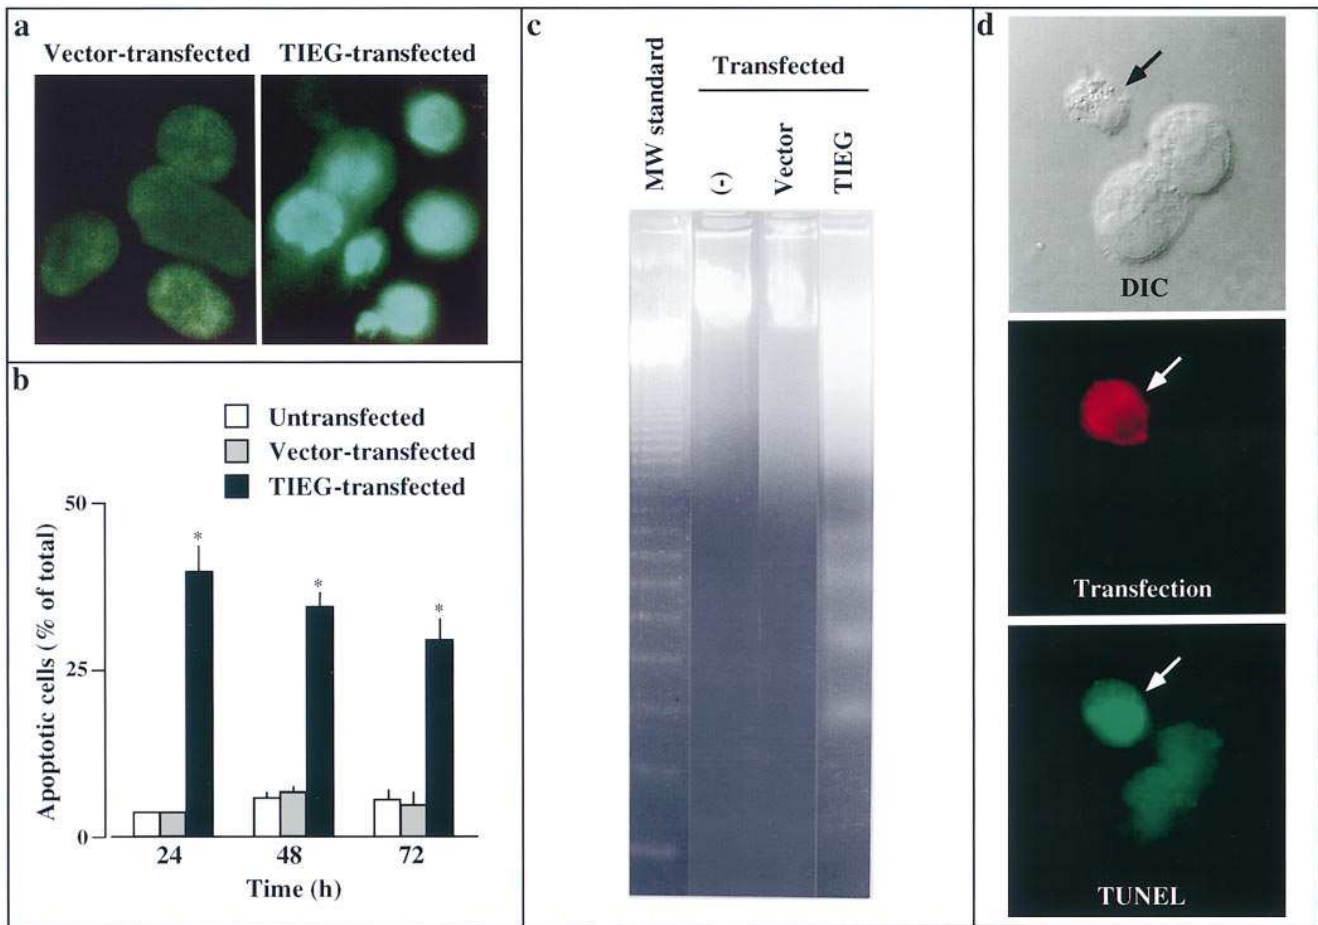 a
Vector-transfected
TIEG-transfected
b
Untransfected
Vector-transfected
TIEG-transfected
Apoptotic cells (% of total)
50
25
0
*
*
*
24
48
72
Time (h)
c
Transfected
MW standard
(-)
Vector
TIEG
d
DIC
Transfection
TUNEL